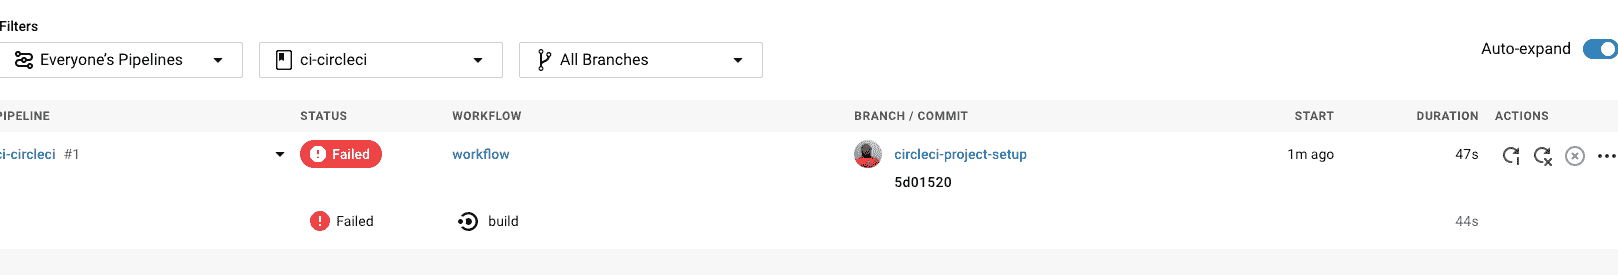 Filters
Everyone's Pipelines ci-circleci All Branches Auto-expand
PIPELINE STATUS WORKFLOW BRANCH / COMMIT START DURATION ACTIONS
ci-circleci #1 Failed workflow circleci-project-setup 1m ago 47s
5d01520
Failed build 44s